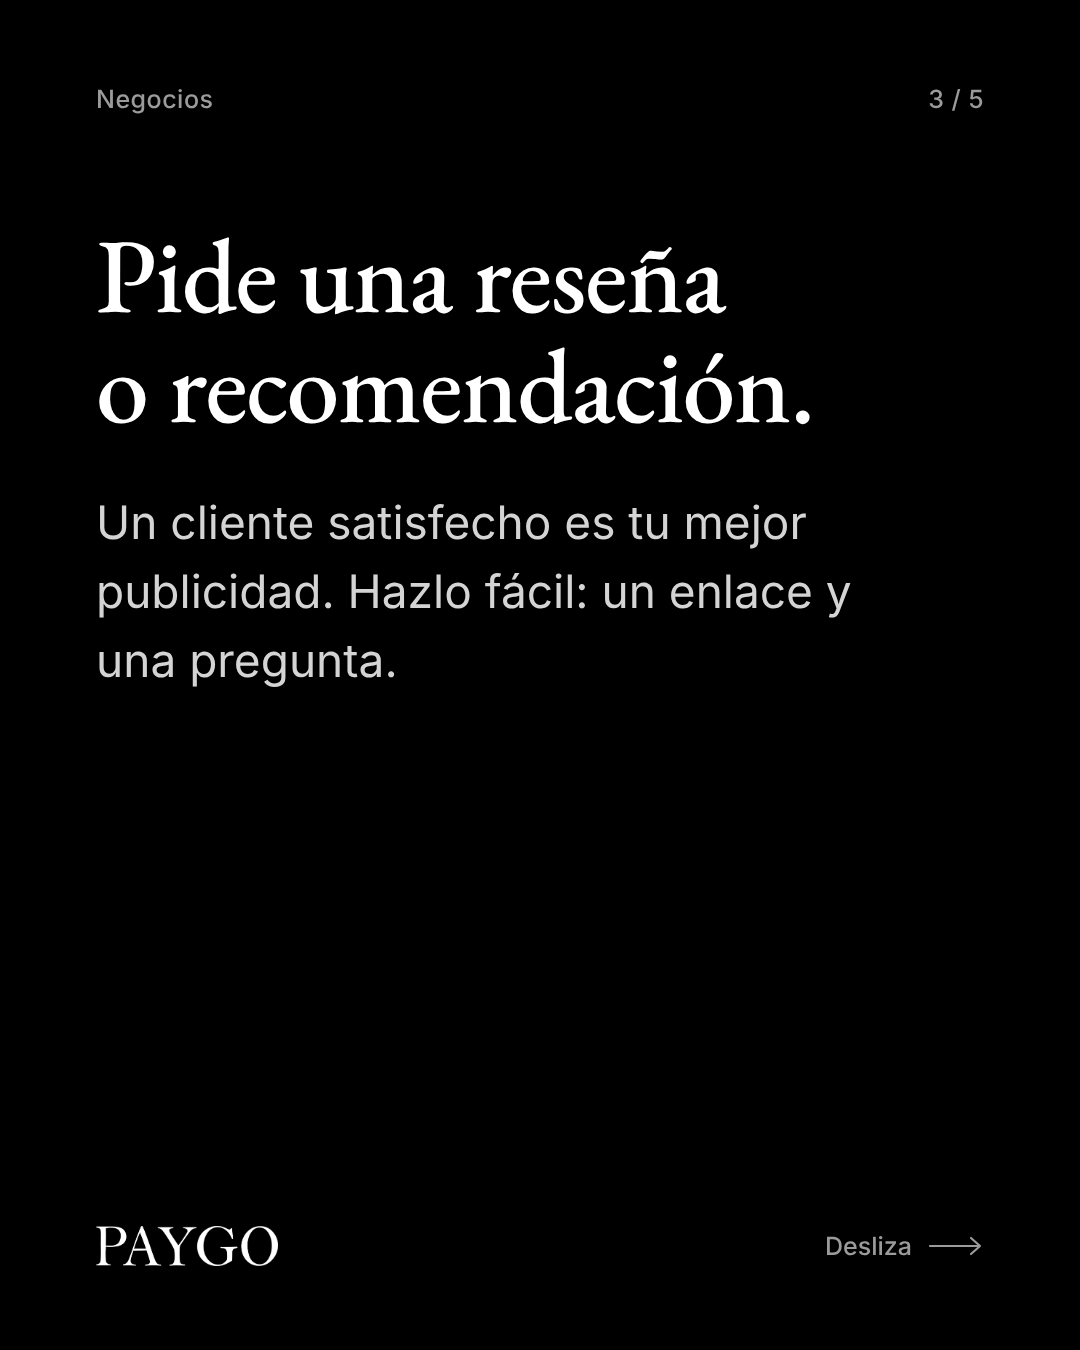 Negocios
3 / 5
Pide una reseña
o recomendación.
Un cliente satisfecho es tu mejor
publicidad. Hazlo fácil: un enlace y
una pregunta.
PAYGO
Desliza